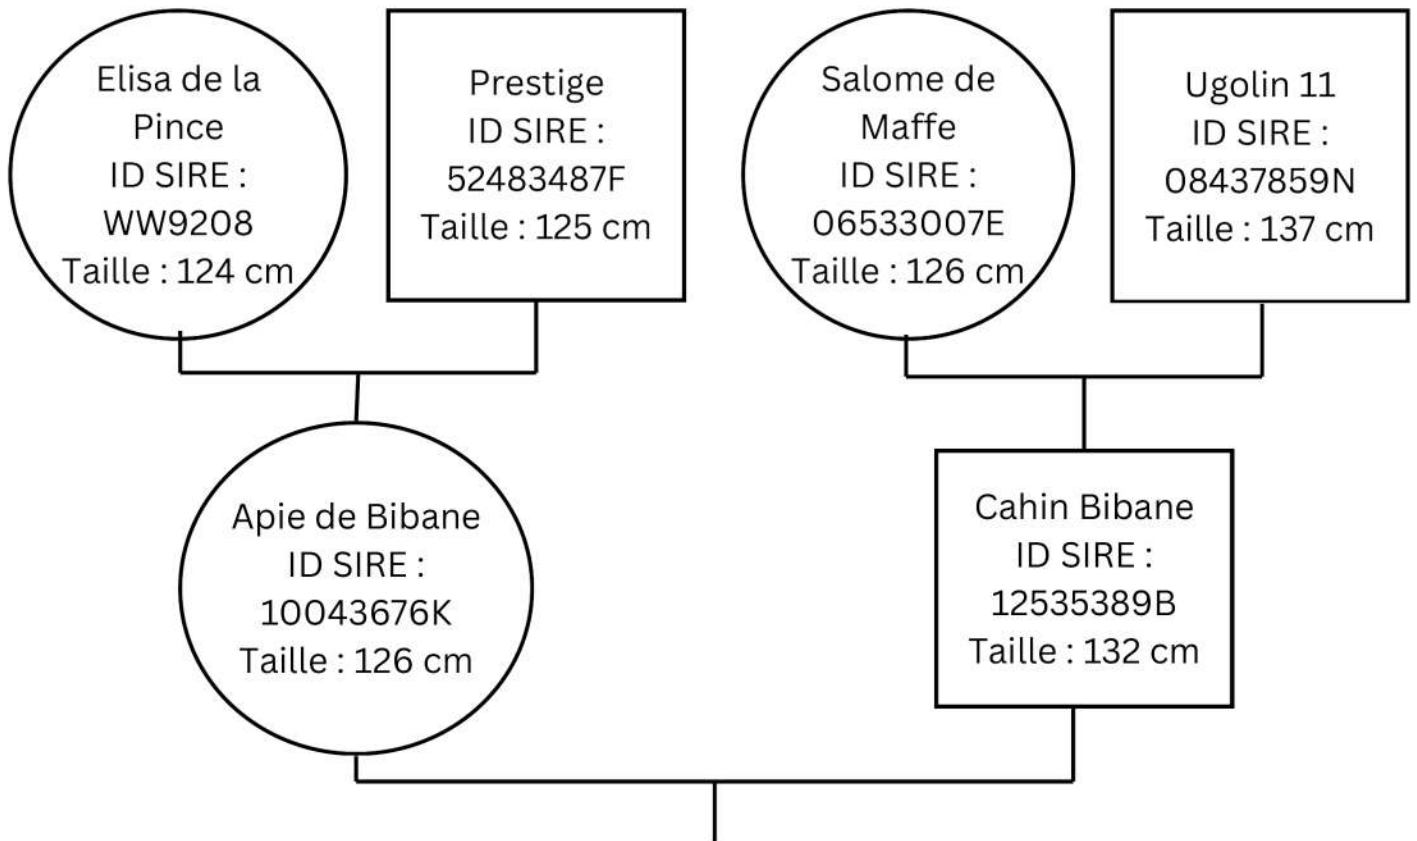 Elisa de la
Pince
ID SIRE :
WW9208
Taille : 124 cm
Prestige
ID SIRE :
52483487F
Taille : 125 cm
Salome de
Maffe
ID SIRE :
06533007E
Taille : 126 cm
Ugolin 11
ID SIRE :
08437859N
Taille : 137 cm
Apie de Bibane
ID SIRE :
10043676K
Taille : 126 cm
Cahin Bibane
ID SIRE :
12535389B
Taille : 132 cm